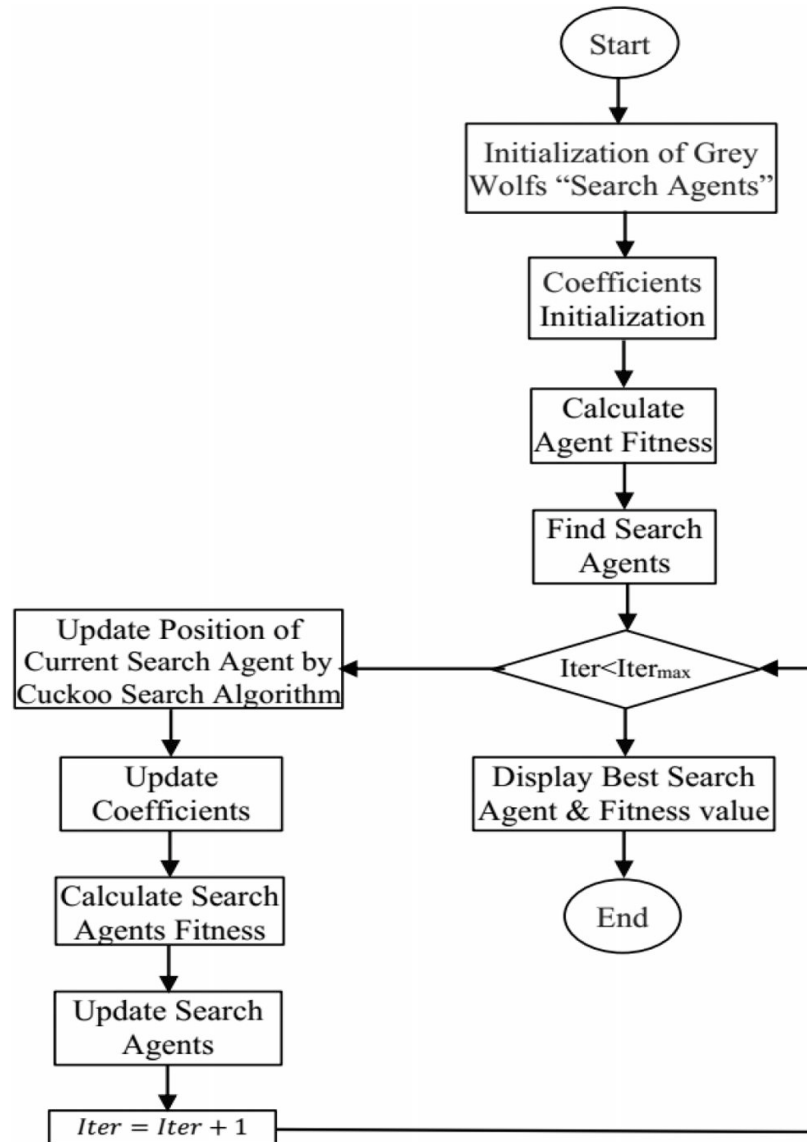 Start
Initialization of Grey
Wolfs “Search Agents”
Coefficients
Initialization
Calculate
Agent Fitness
Find Search
Agents
Iter<Itermax
Display Best Search
Agent & Fitness value
End
Update Position of
Current Search Agent by
Cuckoo Search Algorithm
Update
Coefficients
Calculate Search
Agents Fitness
Update Search
Agents
Iter = Iter + 1